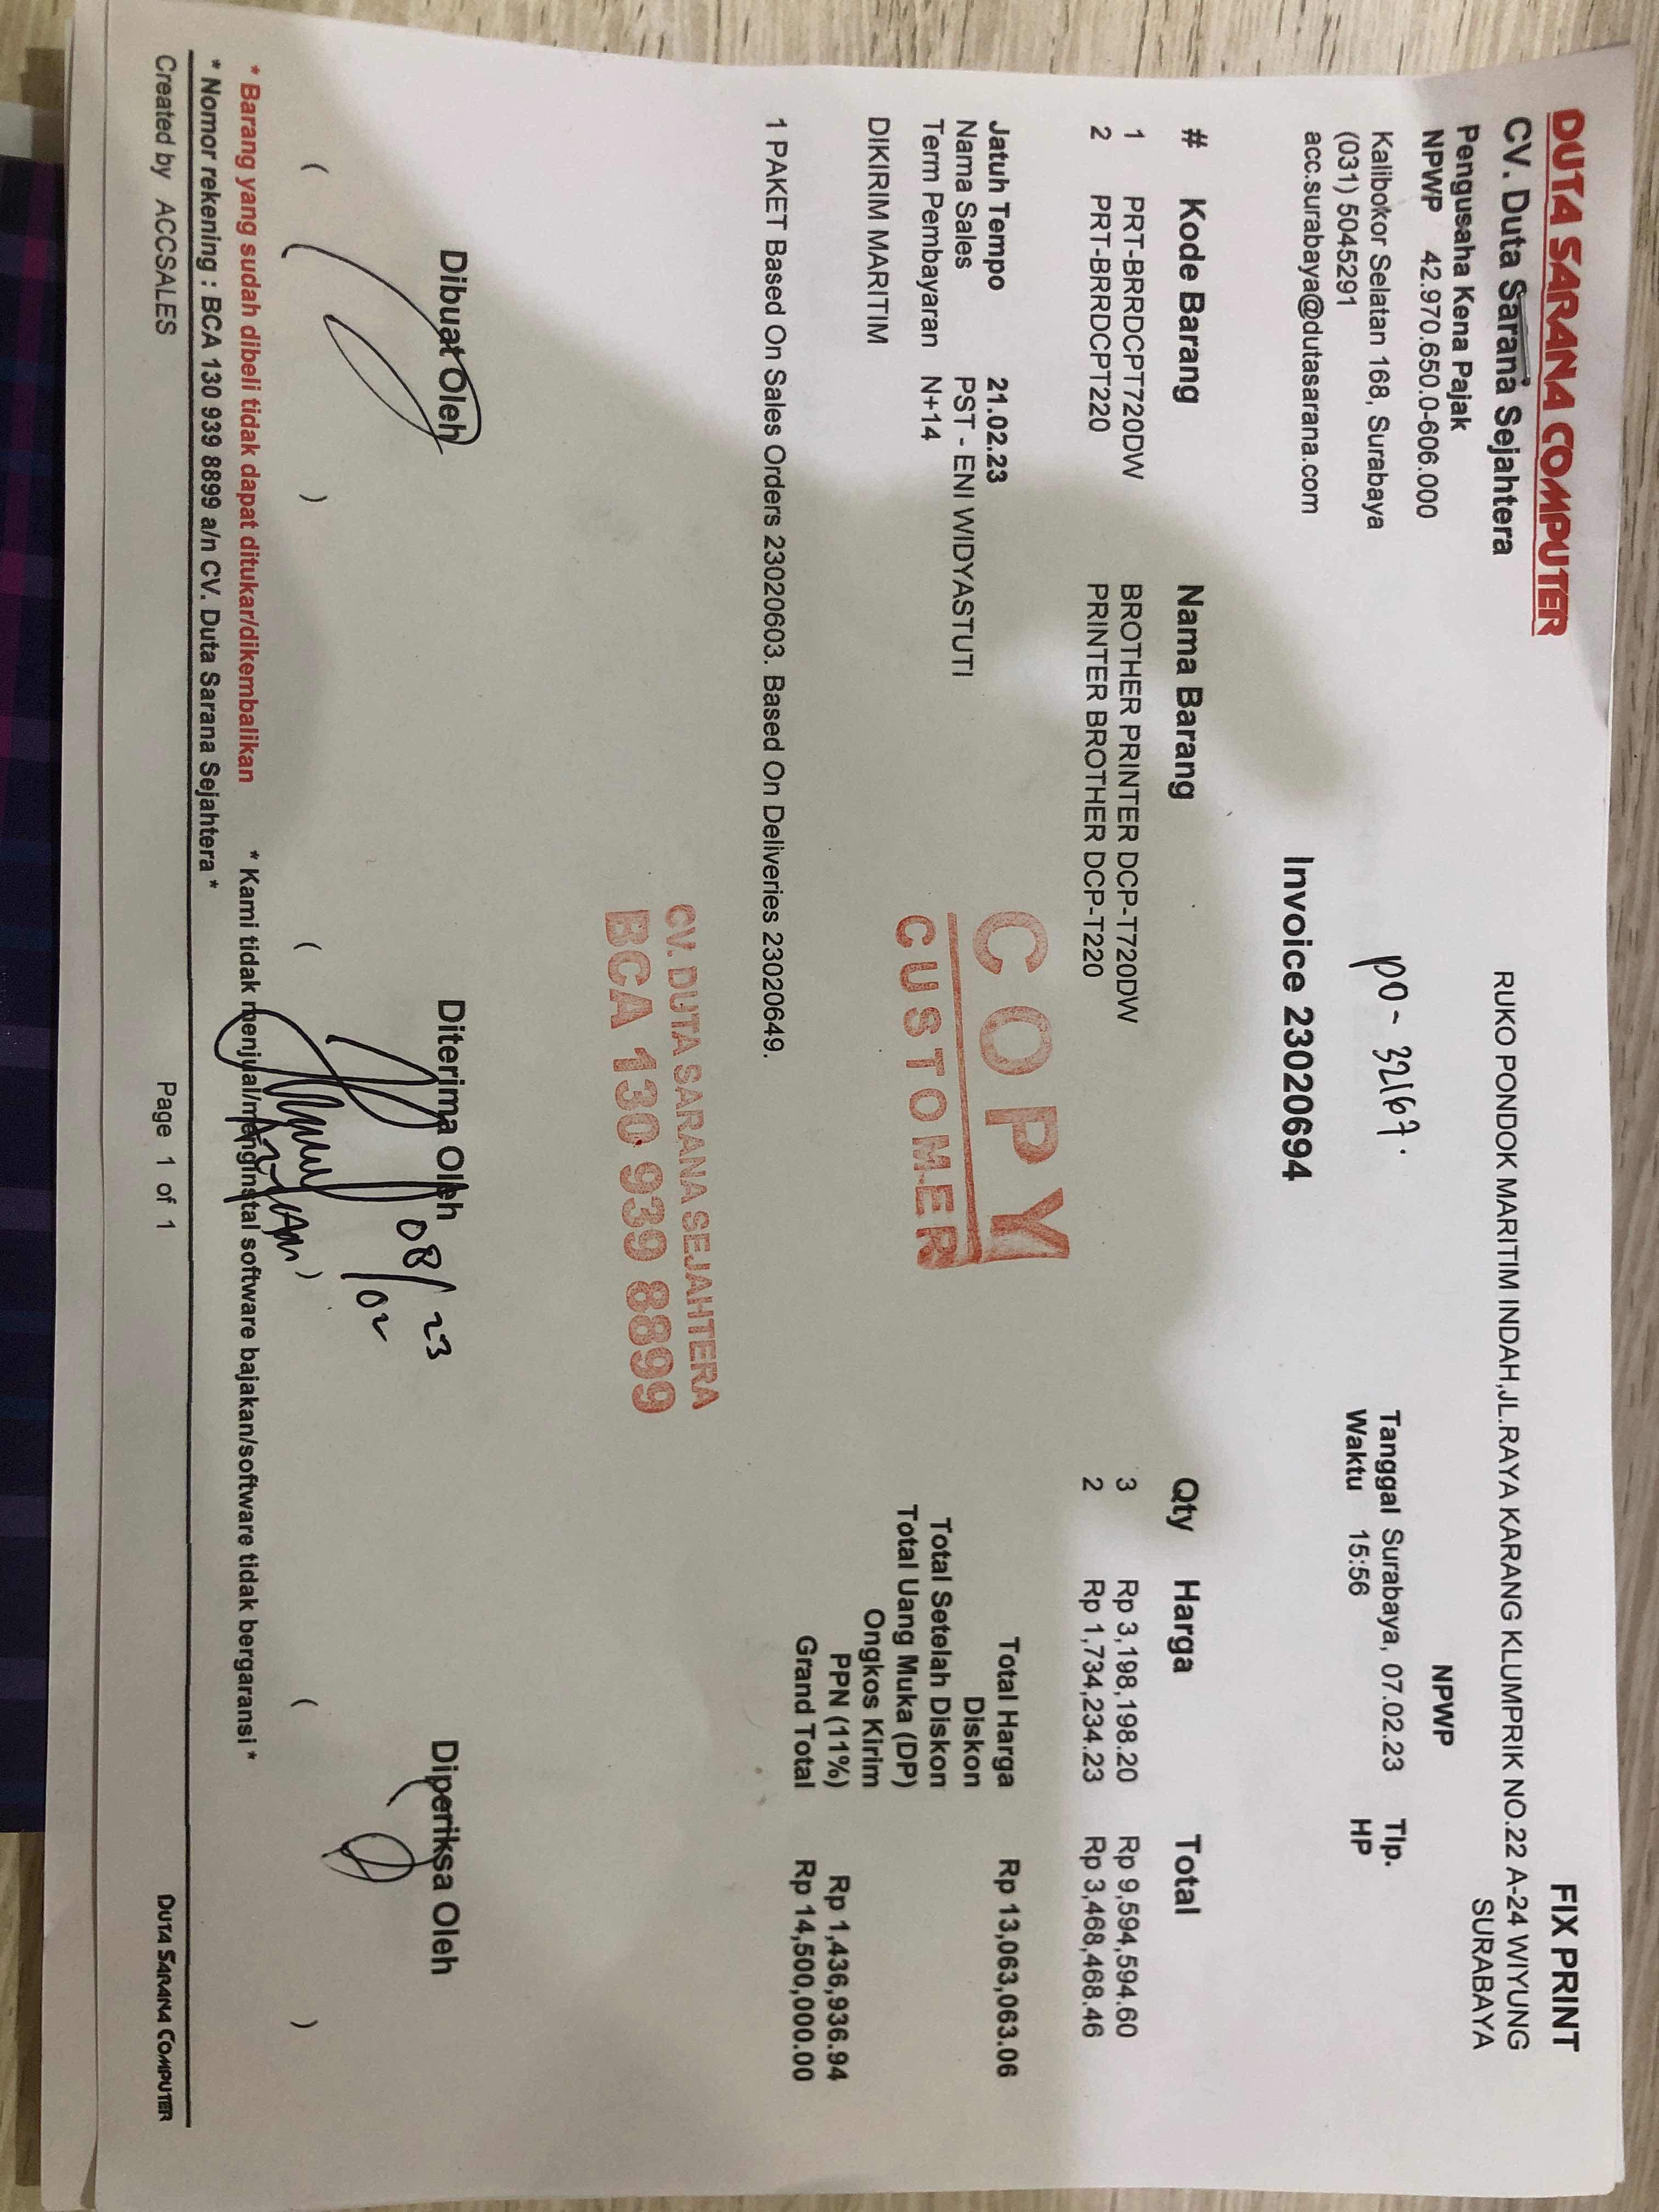 DUTA SARANA COMPUTER
CV. Duta Sarana Sejahtera
Pengusaha Kena Pajak
NPWP 42.970.650.0-606.000
Kalibokor Selatan 168, Surabaya
(031) 5045291
acc.surabaya@dutasarana.com
FIX PRINT
RUKO PONDOK MARITIM INDAH,JL.RAYA KARANG KLUMPRIK NO.22 A-24 WIYUNG
SURABAYA
NPWP
PO - 32167.
Tanggal Surabaya, 07.02.23 Tlp.
Waktu 15:56 HP
Invoice 23020694
# Kode Barang Nama Barang Qty Harga Total
1 PRT-BRRDCPT720DW BROTHER PRINTER DCP-T720DW 3 Rp 3,198,198.20 Rp 9,594,594.60
2 PRT-BRRDCPT220 PRINTER BROTHER DCP-T220 2 Rp 1,734,234.23 Rp 3,468,468.46
Jatuh Tempo 21.02.23
Nama Sales PST - ENI WIDYASTUTI
Term Pembayaran N+14
DIKIRIM MARITIM
COPY
CUSTOMER
Total Harga Rp 13,063,063.06
Diskon
Total Setelah Diskon
Total Uang Muka (DP)
Ongkos Kirim
PPN (11%) Rp 1,436,936.94
Grand Total Rp 14,500,000.00
1 PAKET Based On Sales Orders 23020603. Based On Deliveries 23020649.
CV. DUTA SARANA SEJAHTERA
BCA 130 939 8899
Dibuat Oleh Diterima Oleh Diperiksa Oleh
08/02 23
( ) ( ) ( )
* Barang yang sudah dibeli tidak dapat ditukar/dikembalikan * Kami tidak menjual/menginstal software bajakan/software tidak bergaransi *
* Nomor rekening : BCA 130 939 8899 a/n CV. Duta Sarana Sejahtera *
Created by ACCSALES Page 1 of 1 DUTA SARANA COMPUTER